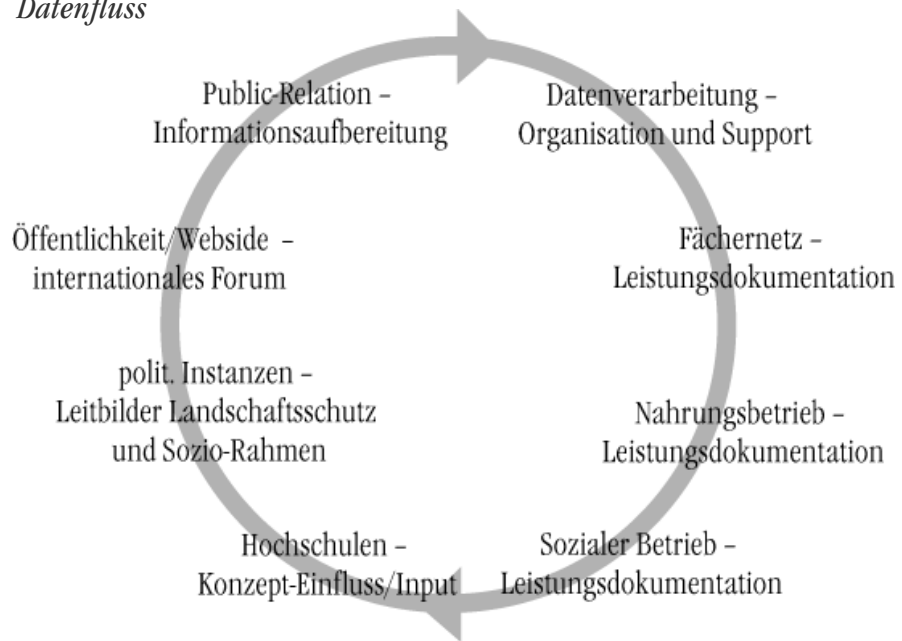 Datenfluss
Public-Relation –
Informationsaufbereitung
Datenverarbeitung –
Organisation und Support
Öffentlichkeit/Webside –
internationales Forum
Fächernetz –
Leistungsdokumentation
polit. Instanzen –
Leitbilder Landschaftsschutz
und Sozio-Rahmen
Nahrungsbetrieb –
Leistungsdokumentation
Hochschulen –
Konzept-Einfluss/Input
Sozialer Betrieb –
Leistungsdokumentation